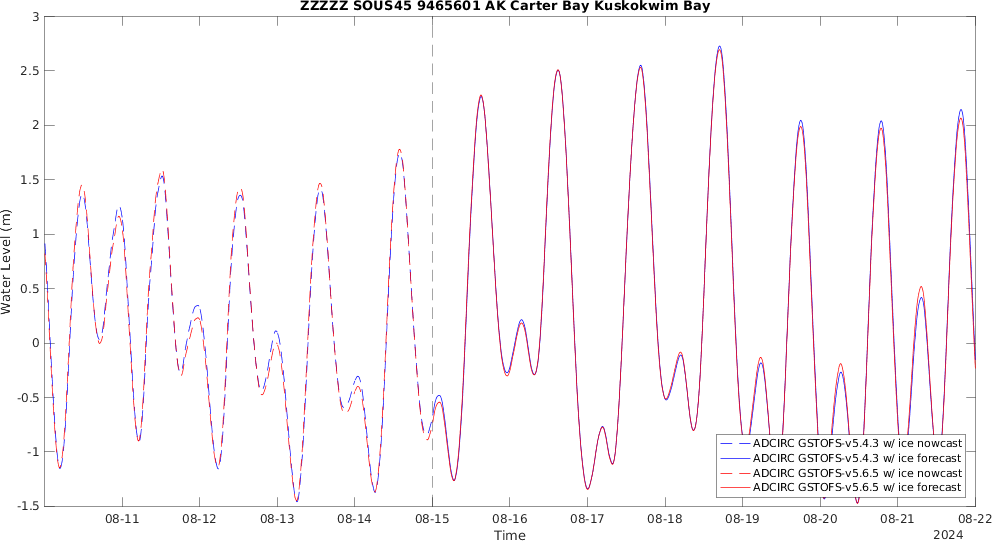 ZZZZZ SOUS45 9465601 AK Carter Bay Kuskokwim Bay
3
2.5
2
1.5
1
0.5
0
-0.5
-1
-1.5
Water Level (m)
ADCIRC GSTOFS-v5.4.3 w/ ice nowcast
ADCIRC GSTOFS-v5.4.3 w/ ice forecast
ADCIRC GSTOFS-v5.6.5 w/ ice nowcast
ADCIRC GSTOFS-v5.6.5 w/ ice forecast
08-11 08-12 08-13 08-14 08-15 08-16 08-17 08-18 08-19 08-20 08-21 08-22
Time
2024